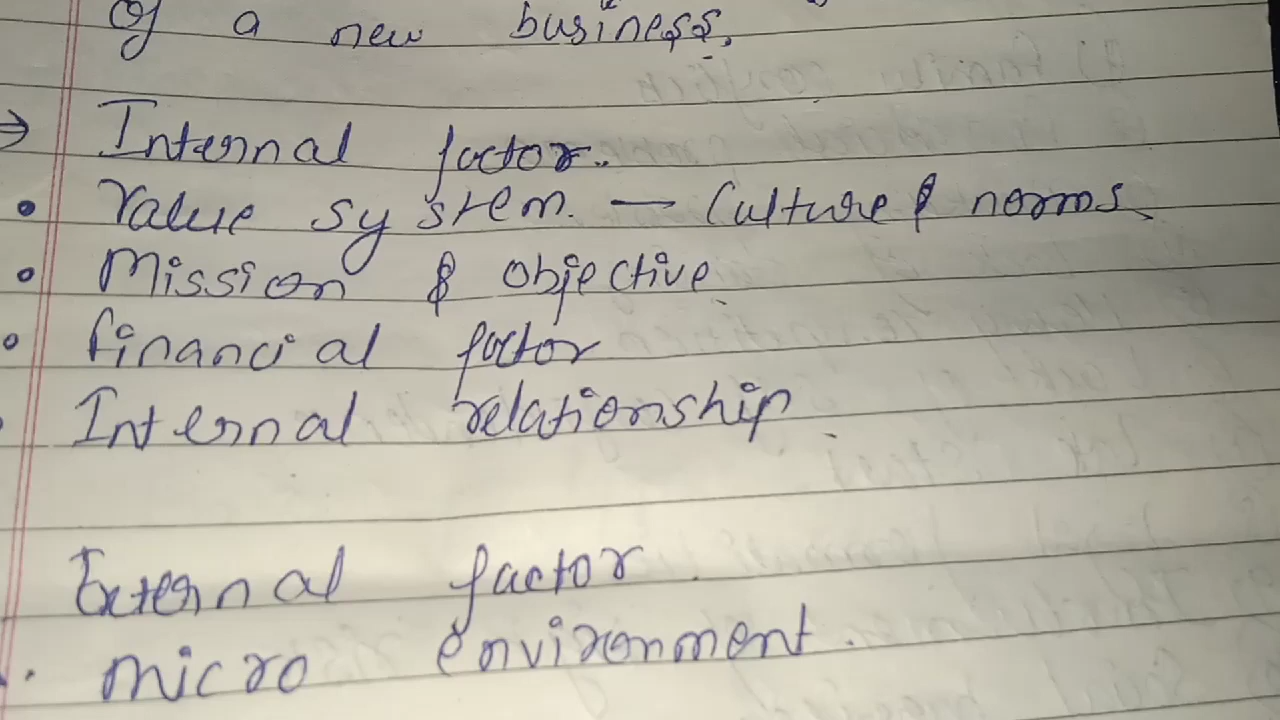 Of a new business,
→ Internal factor.
• Value system. — Culture & norms
• Mission & objective
• financial factor
Internal relationship
External factor
. micro environment.